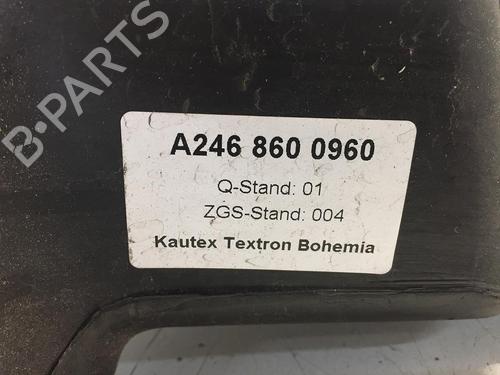 B·PARTS
A246 860 0960
Q-Stand: 01
ZGS-Stand: 004
Kautex Textron Bohemia